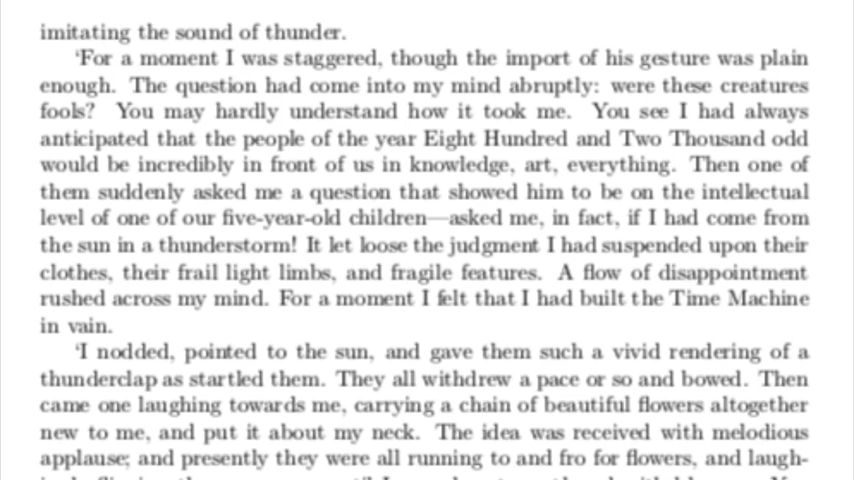 imitating the sound of thunder.
‘For a moment I was staggered, though the import of his gesture was plain
enough. The question had come into my mind abruptly: were these creatures
fools? You may hardly understand how it took me. You see I had always
anticipated that the people of the year Eight Hundred and Two Thousand odd
would be incredibly in front of us in knowledge, art, everything. Then one of
them suddenly asked me a question that showed him to be on the intellectual
level of one of our five-year-old children—asked me, in fact, if I had come from
the sun in a thunderstorm! It let loose the judgment I had suspended upon their
clothes, their frail light limbs, and fragile features. A flow of disappointment
rushed across my mind. For a moment I felt that I had built the Time Machine
in vain.
‘I nodded, pointed to the sun, and gave them such a vivid rendering of a
thunderclap as startled them. They all withdrew a pace or so and bowed. Then
came one laughing towards me, carrying a chain of beautiful flowers altogether
new to me, and put it about my neck. The idea was received with melodious
applause; and presently they were all running to and fro for flowers, and laugh-